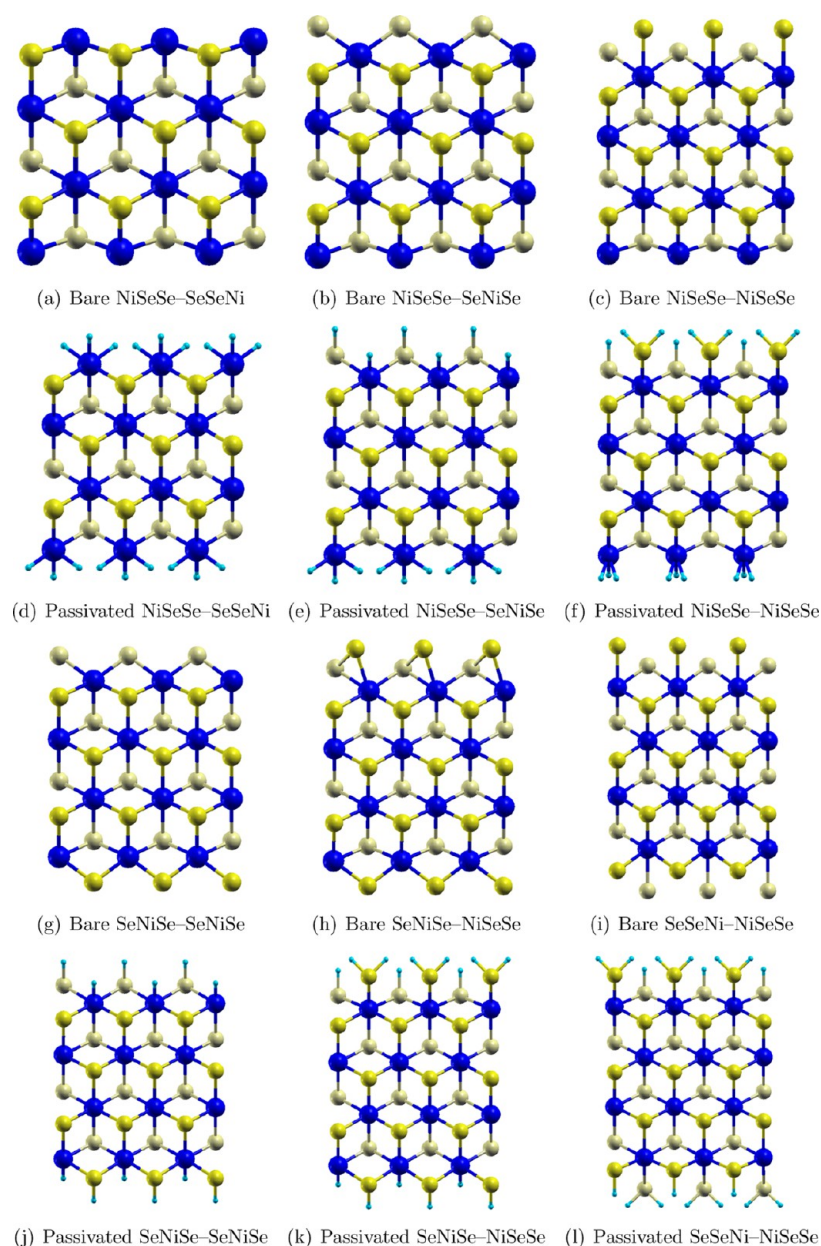 (a) Bare NiSeSe–SeSeNi
(b) Bare NiSeSe–SeNiSe
(c) Bare NiSeSe–NiSeSe
(d) Passivated NiSeSe–SeSeNi
(e) Passivated NiSeSe–SeNiSe
(f) Passivated NiSeSe–NiSeSe
(g) Bare SeNiSe–SeNiSe
(h) Bare SeNiSe–NiSeSe
(i) Bare SeSeNi–NiSeSe
(j) Passivated SeNiSe–SeNiSe
(k) Passivated SeNiSe–NiSeSe
(l) Passivated SeSeNi–NiSeSe